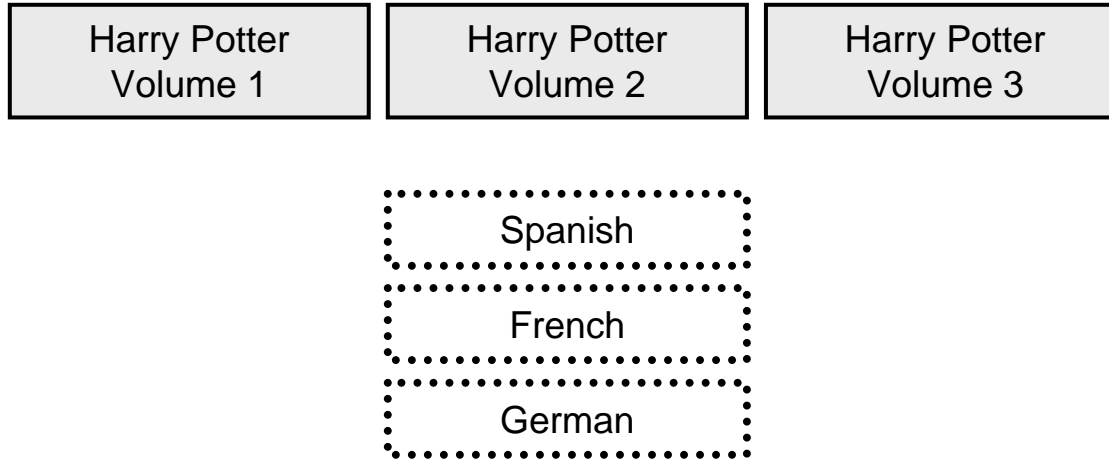 Harry Potter
Volume 1
Harry Potter
Volume 2
Harry Potter
Volume 3
Spanish
French
German